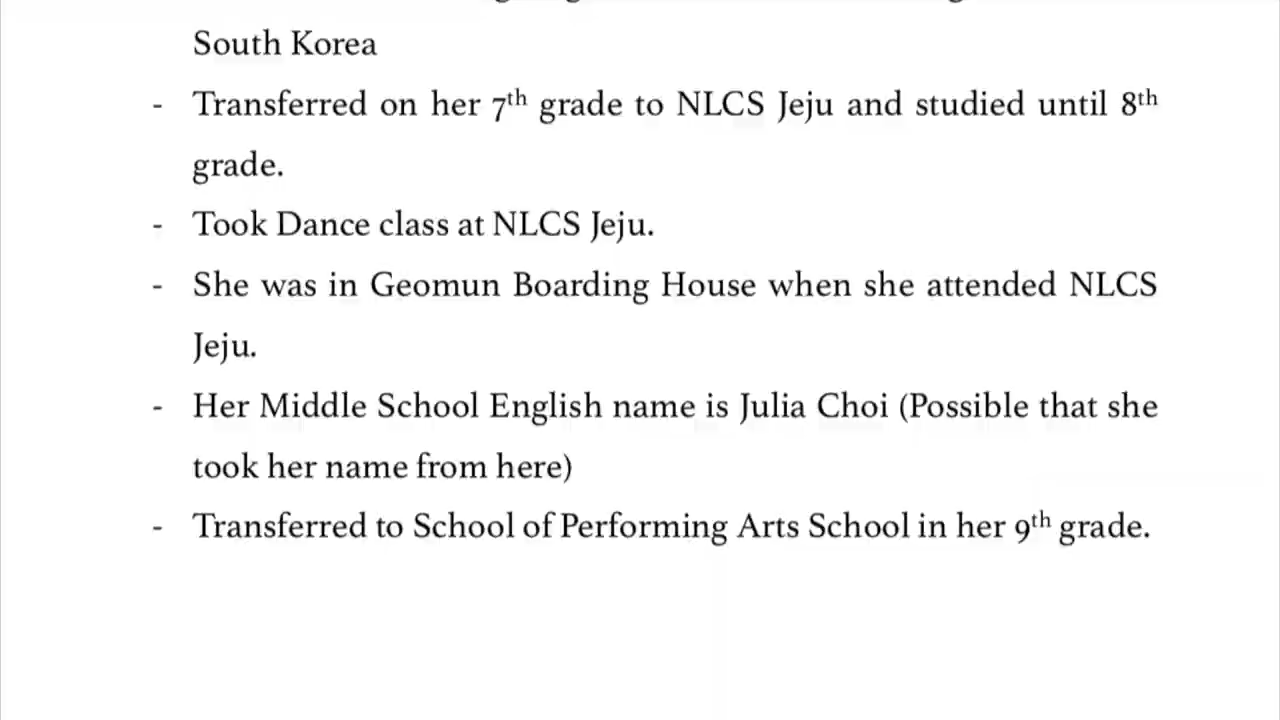 South Korea
- Transferred on her 7th grade to NLCS Jeju and studied until 8th
grade.
- Took Dance class at NLCS Jeju.
- She was in Geomun Boarding House when she attended NLCS
Jeju.
- Her Middle School English name is Julia Choi (Possible that she
took her name from here)
- Transferred to School of Performing Arts School in her 9th grade.